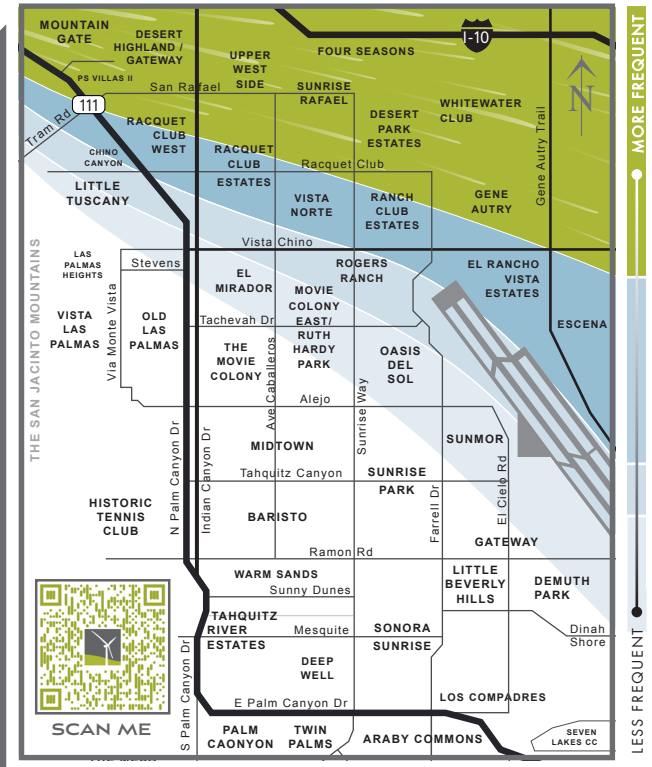 MOUNTAIN
GATE
DESERT
HIGHLAND /
GATEWAY
PS VILLAS II
UPPER
WEST
SIDE
FOUR SEASONS
I-10
San Rafael
SUNRISE
RAFAEL
111
Tram Rd
N
WHITEWATER
CLUB
DESERT
PARK
ESTATES
Gene Autry Trail
RACQUET
CLUB
WEST
CHINO
CANYON
RACQUET
CLUB
ESTATES
Racquet Club
LITTLE
TUSCANY
VISTA
NORTE
RANCH
CLUB
ESTATES
GENE
AUTRY
Vista Chino
LAS
PALMAS
HEIGHTS
Stevens
EL
MIRADOR
ROGERS
RANCH
EL RANCHO
VISTA
ESTATES
ESCENA
THE SAN JACINTO MOUNTAINS
VISTA
LAS
PALMAS
Via Monte Vista
OLD
LAS
PALMAS
MOVIE
COLONY
EAST/
RUTH
HARDY
PARK
Tachevah Dr
THE
MOVIE
COLONY
Ave Caballeros
OASIS
DEL
SOL
Sunrise Way
Alejo
N Palm Canyon Dr
Indian Canyon Dr
MIDTOWN
SUNMOR
Tahquitz Canyon
SUNRISE
PARK
Farrell Dr
El Cielo Rd
HISTORIC
TENNIS
CLUB
BARISTO
GATEWAY
Ramon Rd
WARM SANDS
Sunny Dunes
LITTLE
BEVERLY
HILLS
DEMUTH
PARK
TAHQUITZ
RIVER
ESTATES
Mesquite
SONORA
SUNRISE
Dinah
Shore
S Palm Canyon Dr
DEEP
WELL
E Palm Canyon Dr
LOS COMPADRES
SCAN ME
PALM
CAONYON
TWIN
PALMS
ARABY COMMONS
SEVEN
LAKES CC
MORE FREQUENT
LESS FREQUENT